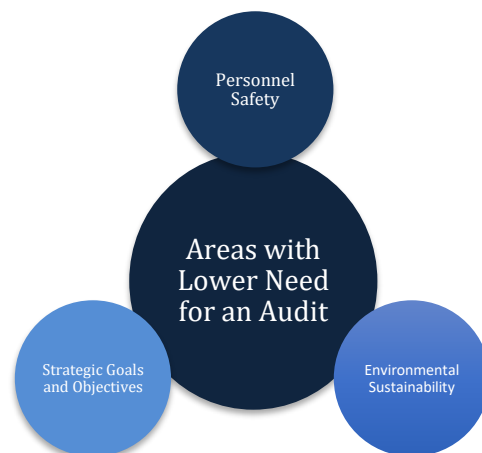 Personnel
Safety
Areas with
Lower Need
for an Audit
Strategic Goals
and Objectives
Environmental
Sustainability